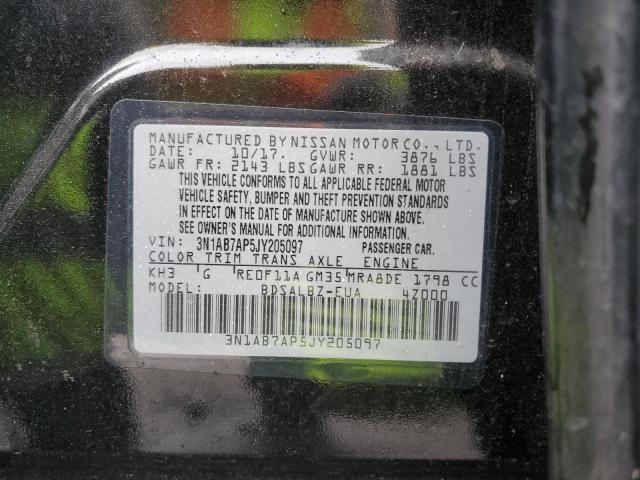 MANUFACTURED BY NISSAN MOTOR CO., LTD.
DATE: 10/17. GVWR: 3876 LBS
GAWR FR: 2143 LBS GAWR RR: 1881 LBS
THIS VEHICLE CONFORMS TO ALL APPLICABLE FEDERAL MOTOR
VEHICLE SAFETY, BUMPER AND THEFT PREVENTION STANDARDS
IN EFFECT ON THE DATE OF MANUFACTURE SHOWN ABOVE.
SEE OWNER'S MANUAL FOR ADDITIONAL INFORMATION.
VIN: 3N1AB7AP5JY205097 PASSENGER CAR.
COLOR TRIM TRANS AXLE ENGINE
KH3 G RE0F11A GM35 MRA8DE 1798 CC
MODEL: BDSALBZ-EUA 4Z000
3N1AB7AP5JY205097